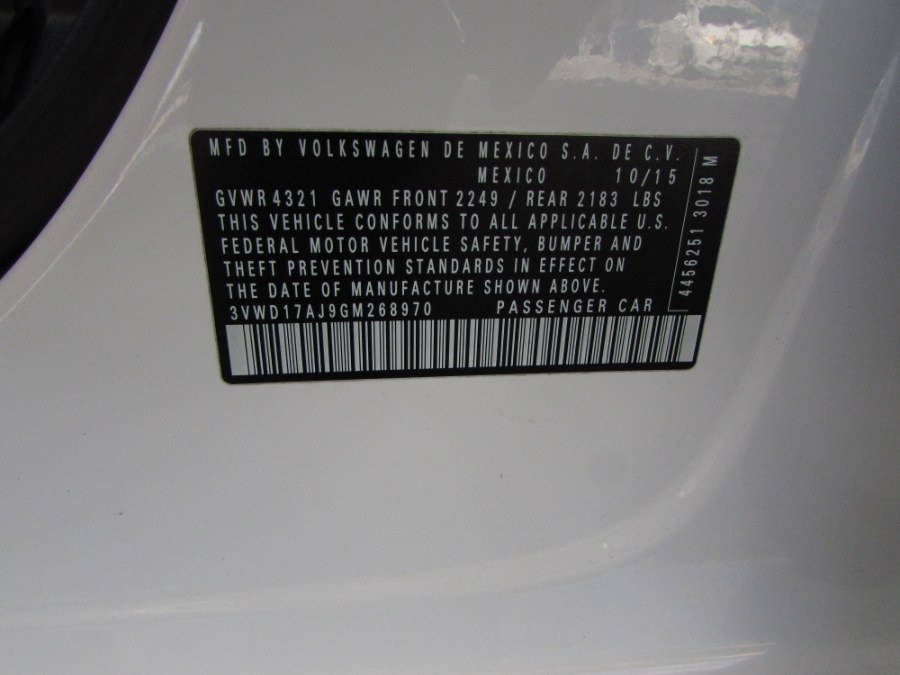 MFD BY VOLKSWAGEN DE MEXICO S.A. DE C.V.
MEXICO 10/15
GVWR 4321 GAWR FRONT 2249 / REAR 2183 LBS
THIS VEHICLE CONFORMS TO ALL APPLICABLE U.S.
FEDERAL MOTOR VEHICLE SAFETY, BUMPER AND
THEFT PREVENTION STANDARDS IN EFFECT ON
THE DATE OF MANUFACTURE SHOWN ABOVE.
3VWD17AJ9GM268970 PASSENGER CAR
4456251 3018 M